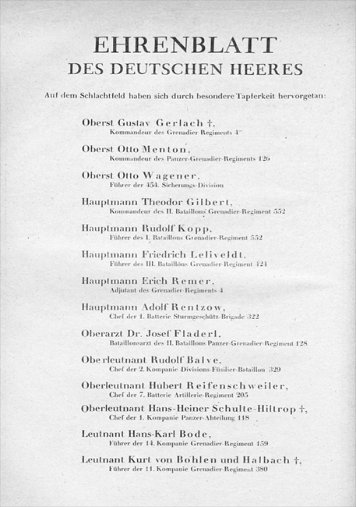 EHRENBLATT
DES DEUTSCHEN HEERES
Auf dem Schlachtfeld haben sich durch besondere Tapferkeit hervorgetan:
Oberst Gustav Gerlach †,
Kommandeur des Grenadier-Regiments
Oberst Otto Menton,
Kommandeur des Panzer-Grenadier-Regiments 126
Oberst Otto Wagener,
Führer der 454. Sicherungs-Division
Hauptmann Theodor Gilbert,
Kommandeur des II. Bataillons Grenadier-Regiment 552
Hauptmann Rudolf Kopp,
Führer des I. Bataillons Grenadier-Regiment 552
Hauptmann Friedrich Leliveldt,
Führer des III. Bataillons Grenadier-Regiment 424
Hauptmann Erich Remer,
Adjutant des Grenadier-Regiments 4
Hauptmann Adolf Rentzow,
Chef der 1. Batterie Sturmgeschütz-Brigade 322
Oberarzt Dr. Josef Fladerl,
Bataillonsarzt des II. Bataillons Panzer-Grenadier-Regiment 128
Oberleutnant Rudolf Balve,
Chef der 2. Kompanie Divisions-Füsilier-Bataillon 329
Oberleutnant Hubert Reifenschweiler,
Chef der 7. Batterie Artillerie-Regiment 205
Oberleutnant Hans-Heiner Schulte-Hiltrop †,
Chef der 1. Kompanie Panzer-Abteilung 118
Leutnant Hans-Karl Bode,
Führer der 14. Kompanie Grenadier-Regiment 159
Leutnant Kurt von Bohlen und Halbach †,
Führer der 11. Kompanie Grenadier-Regiment 380